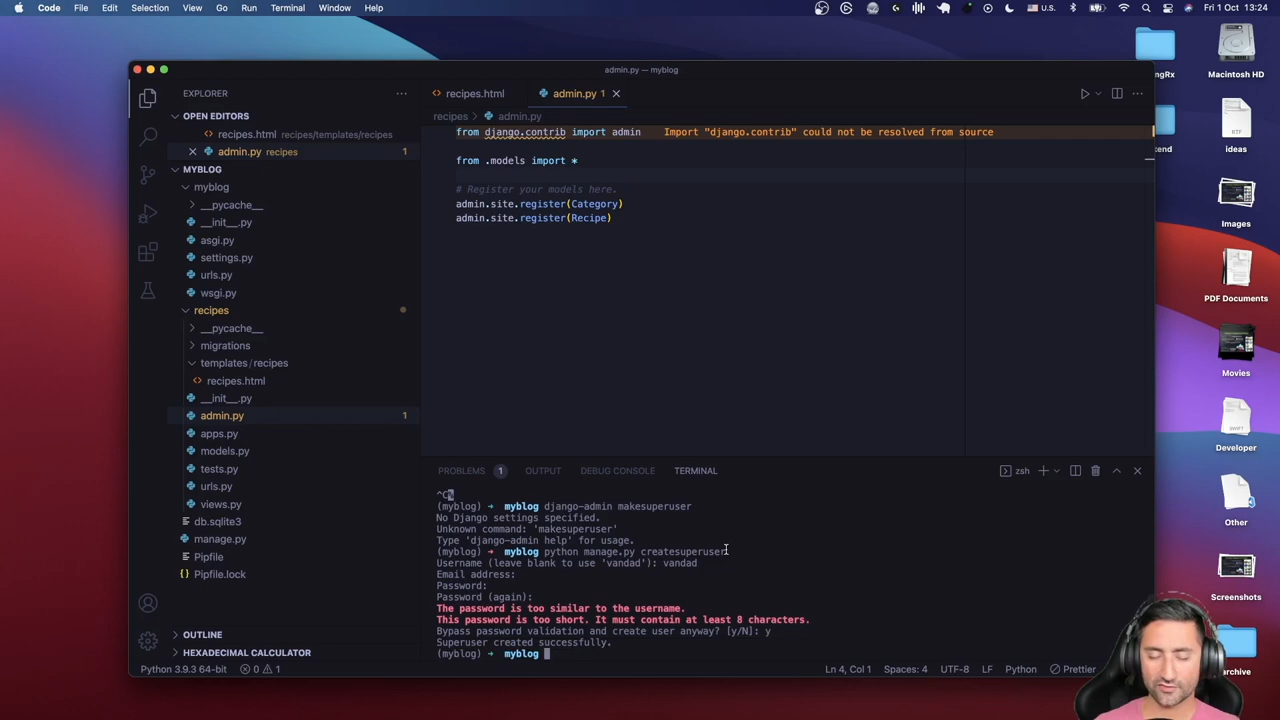 Code File Edit Selection View Go Run Terminal Window Help U.S. Fri 1. Oct 13:24
admin.py — myblog
EXPLORER
OPEN EDITORS
recipes.html recipes/templates/recipes
admin.py recipes 1
MYBLOG
myblog
__pycache__
__init__.py
asgi.py
settings.py
urls.py
wsgi.py
recipes
__pycache__
migrations
templates/recipes
recipes.html
__init__.py
admin.py 1
apps.py
models.py
tests.py
urls.py
views.py
db.sqlite3
manage.py
Pipfile
Pipfile.lock
OUTLINE
HEXADECIMAL CALCULATOR
recipes.html
admin.py 1
recipes > admin.py
from django.contrib import admin Import "django.contrib" could not be resolved from source
from .models import *
# Register your models here.
admin.site.register(Category)
admin.site.register(Recipe)
PROBLEMS 1 OUTPUT DEBUG CONSOLE TERMINAL zsh
^C%
(myblog) → myblog django-admin makesuperuser
No Django settings specified.
Unknown command: 'makesuperuser'
Type 'django-admin help' for usage.
(myblog) → myblog python manage.py createsuperuser
Username (leave blank to use 'vandad'): vandad
Email address:
Password:
Password (again):
The password is too similar to the username.
This password is too short. It must contain at least 8 characters.
Bypass password validation and create user anyway? [y/N]: y
Superuser created successfully.
(myblog) → myblog
Python 3.9.3 64-bit 0 1 Ln 4, Col 1 Spaces: 4 UTF-8 LF Python Prettier
Macintosh HD
RTF
ideas
Images
PDF Documents
Movies
SWIFT
Developer
Other
Screenshots